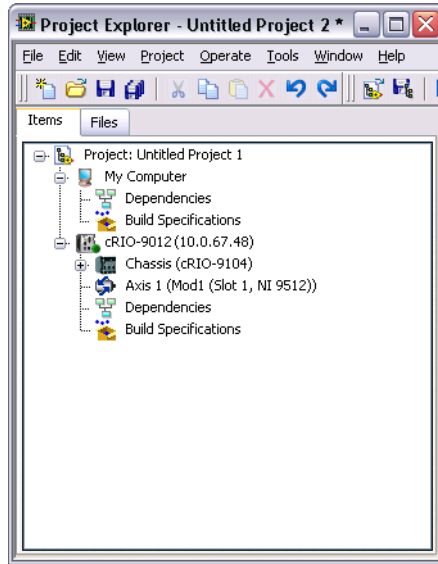 Project Explorer - Untitled Project 2 *
File Edit View Project Operate Tools Window Help
Items Files
Project: Untitled Project 1
My Computer
Dependencies
Build Specifications
cRIO-9012 (10.0.67.48)
Chassis (cRIO-9104)
Axis 1 (Mod1 (Slot 1, NI 9512))
Dependencies
Build Specifications